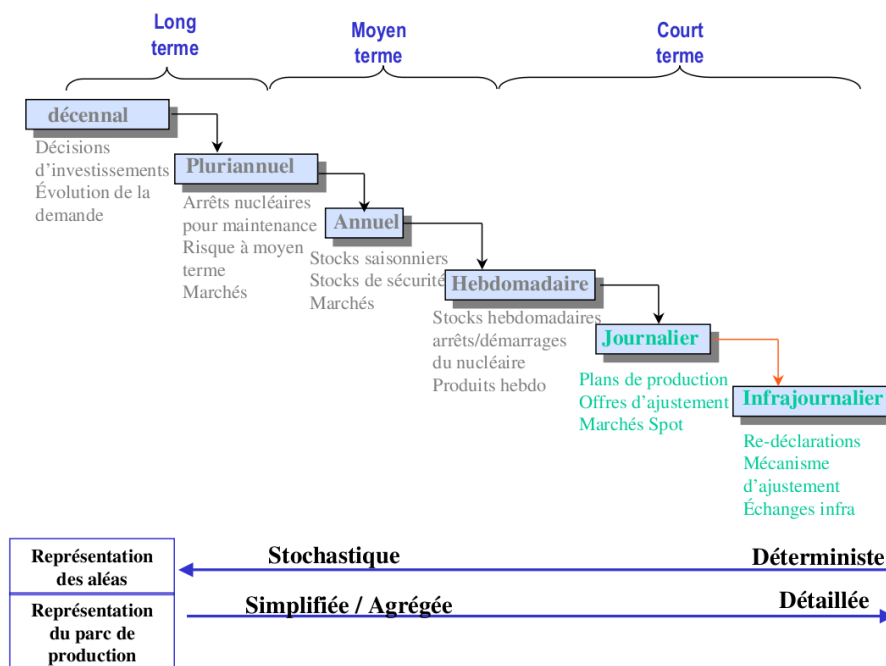 Long
terme
Moyen
terme
Court
terme
décennal
Décisions
d'investissements
Évolution de la
demande
Pluriannuel
Arrêts nucléaires
pour maintenance
Risque à moyen
terme
Marchés
Annuel
Stocks saisonniers
Stocks de sécurité
Marchés
Hebdomadaire
Stocks hebdomadaires
arrêts/démarrages
du nucléaire
Produits hebdo
Journalier
Plans de production
Offres d'ajustement
Marchés Spot
Infrajournalier
Re-déclarations
Mécanisme
d'ajustement
Échanges infra
Représentation
des aléas
Stochastique
Déterministe
Représentation
du parc de
production
Simplifiée / Agrégée
Détaillée